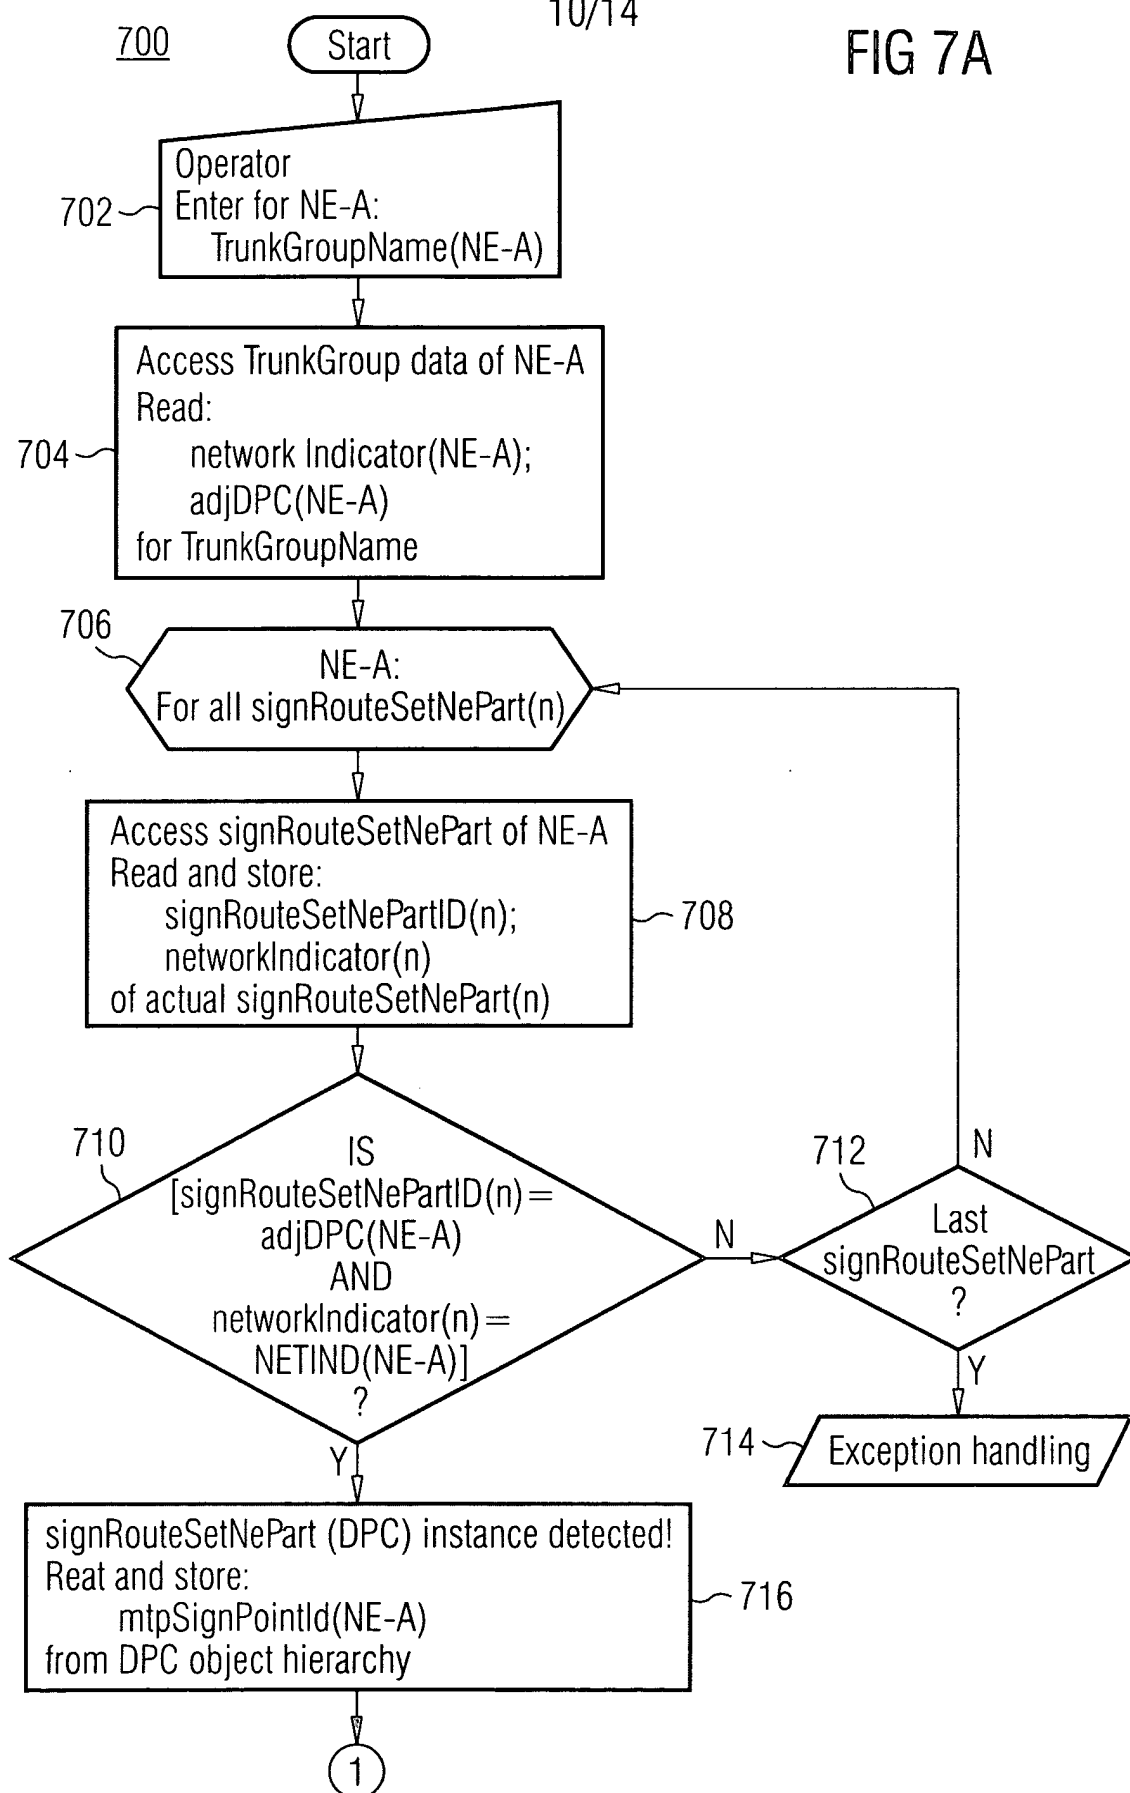 10/14
700
FIG 7A
Start
702
Operator
Enter for NE-A:
TrunkGroupName(NE-A)
704
Access TrunkGroup data of NE-A
Read:
network Indicator(NE-A);
adjDPC(NE-A)
for TrunkGroupName
706
NE-A:
For all signRouteSetNePart(n)
708
Access signRouteSetNePart of NE-A
Read and store:
signRouteSetNePartID(n);
networkIndicator(n)
of actual signRouteSetNePart(n)
710
IS
[signRouteSetNePartID(n)=
adjDPC(NE-A)
AND
networkIndicator(n)=
NETIND(NE-A)]
?
N
Y
712
N
Last
signRouteSetNePart
?
Y
714
Exception handling
716
signRouteSetNePart (DPC) instance detected!
Reat and store:
mtpSignPointId(NE-A)
from DPC object hierarchy
1